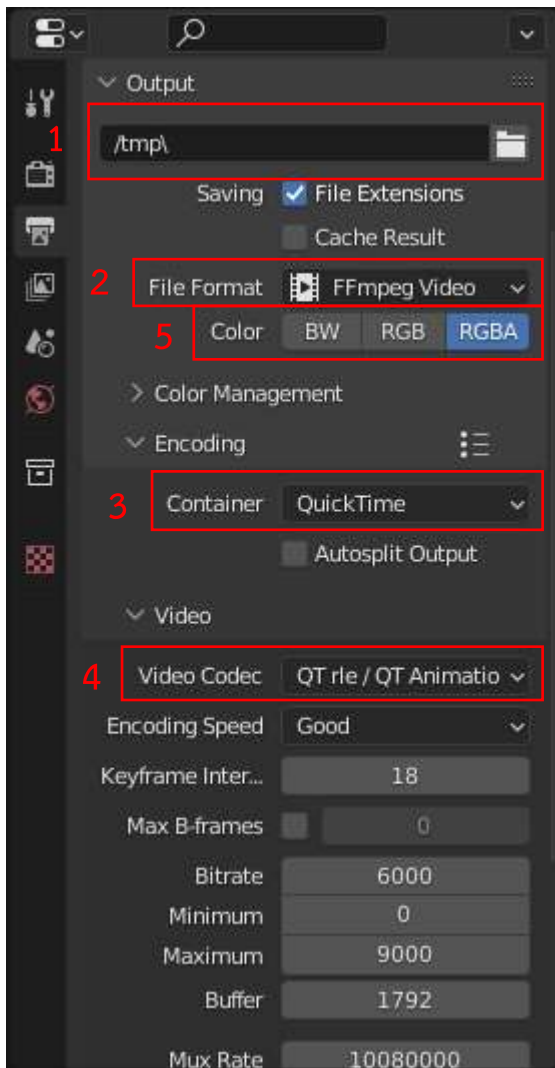 Output
1
/tmp\
Saving File Extensions
Cache Result
2 File Format FFmpeg Video
5 Color BW RGB RGBA
Color Management
Encoding
3 Container QuickTime
Autosplit Output
Video
4 Video Codec QT rle / QT Animatio
Encoding Speed Good
Keyframe Inter... 18
Max B-frames 0
Bitrate 6000
Minimum 0
Maximum 9000
Buffer 1792
Mux Rate 10080000